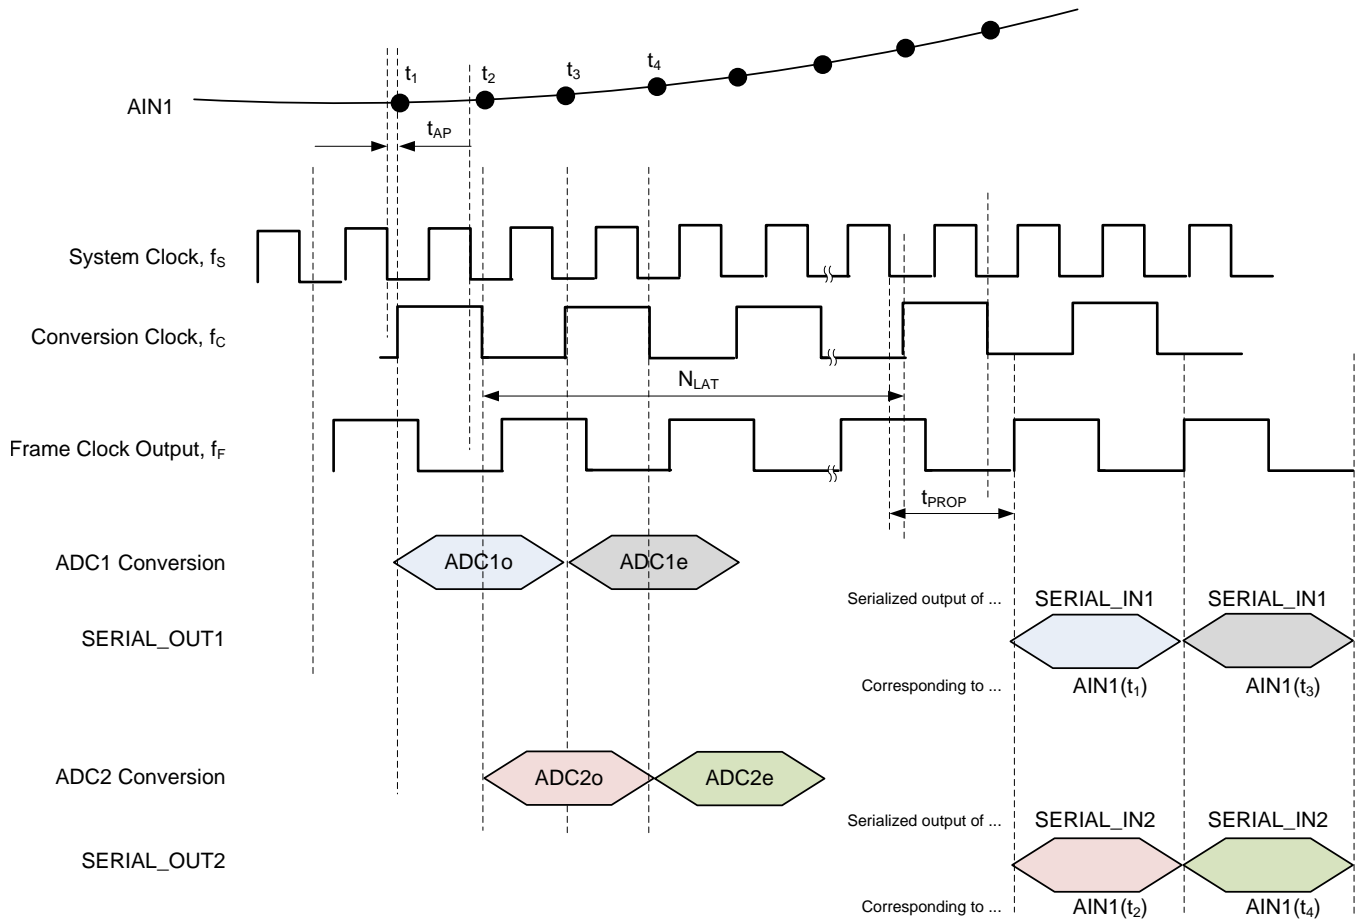 t1
t2
t3
t4
AIN1
tAP
System Clock, fS
Conversion Clock, fC
NLAT
Frame Clock Output, fF
tPROP
ADC1 Conversion
ADC1o
ADC1e
Serialized output of ...
SERIAL_IN1
SERIAL_IN1
SERIAL_OUT1
Corresponding to ...
AIN1(t1)
AIN1(t3)
ADC2 Conversion
ADC2o
ADC2e
Serialized output of ...
SERIAL_IN2
SERIAL_IN2
SERIAL_OUT2
Corresponding to ...
AIN1(t2)
AIN1(t4)